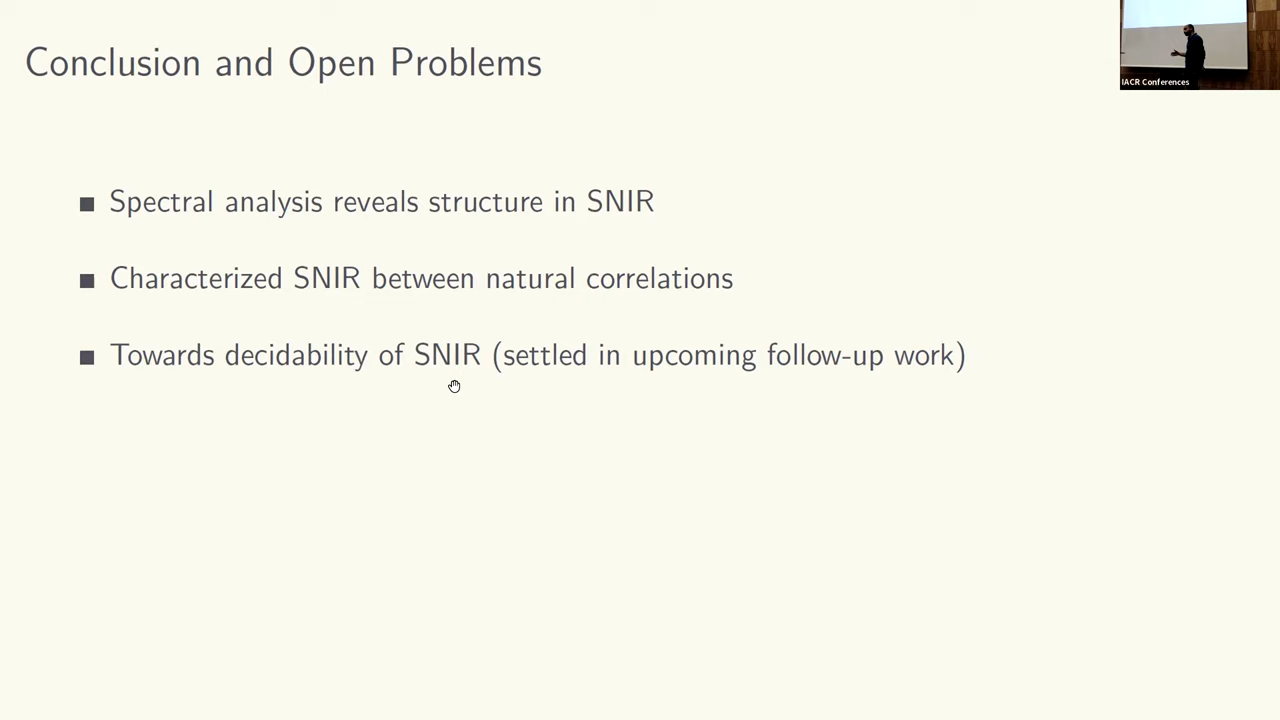 Conclusion and Open Problems
IACR Conferences
■ Spectral analysis reveals structure in SNIR
■ Characterized SNIR between natural correlations
■ Towards decidability of SNIR (settled in upcoming follow-up work)